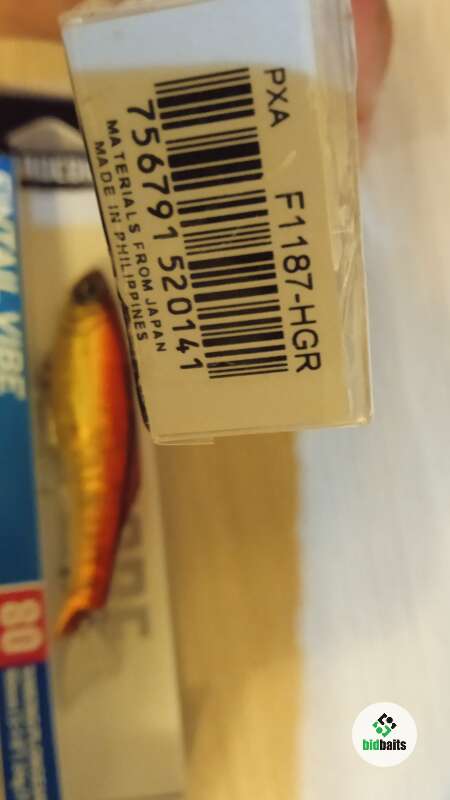 PXA
F1187-HGR
756791 520141
MATERIALS FROM JAPAN
MADE IN PHILIPPINES
VIBE
80
bidbaits